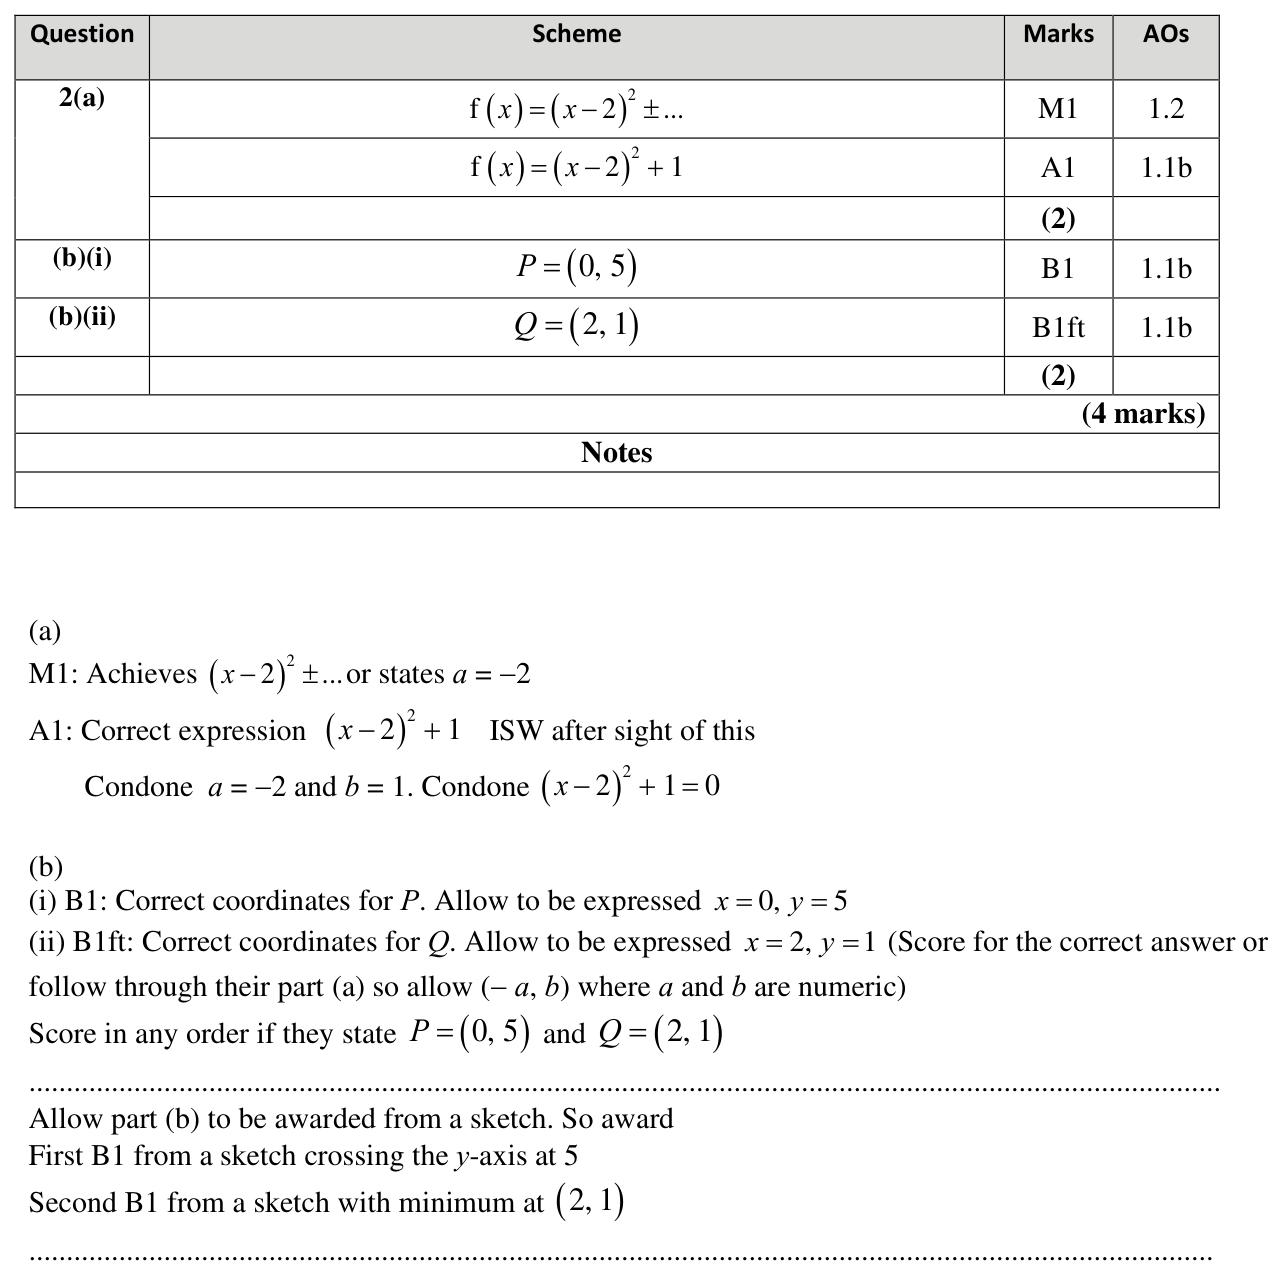 Question Scheme Marks AOs
2(a) f(x)=(x−2)²±... M1 1.2
f(x)=(x−2)²+1 A1 1.1b
(2)
(b)(i) P=(0, 5) B1 1.1b
(b)(ii) Q=(2, 1) B1ft 1.1b
(2)
(4 marks)
Notes
(a)
M1: Achieves (x−2)²±...or states a = –2
A1: Correct expression (x−2)²+1 ISW after sight of this
Condone a = –2 and b = 1. Condone (x−2)²+1=0
(b)
(i) B1: Correct coordinates for P. Allow to be expressed x=0, y=5
(ii) B1ft: Correct coordinates for Q. Allow to be expressed x=2, y=1 (Score for the correct answer or
follow through their part (a) so allow (– a, b) where a and b are numeric)
Score in any order if they state P=(0, 5) and Q=(2, 1)
................................................................................
Allow part (b) to be awarded from a sketch. So award
First B1 from a sketch crossing the y-axis at 5
Second B1 from a sketch with minimum at (2, 1)
................................................................................